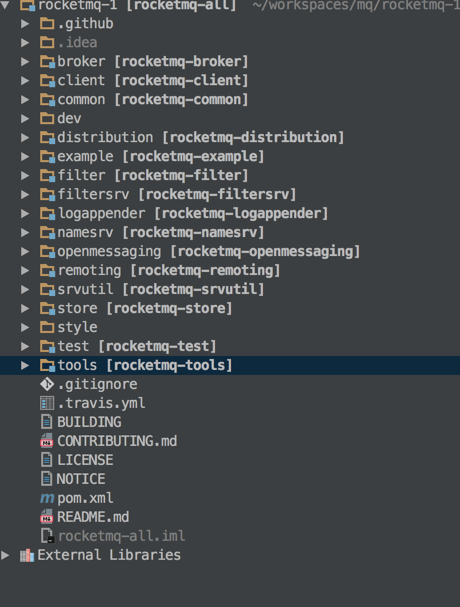 rocketmq-1 [rocketmq-all] ~/workspaces/mq/rocketmq-1
.github
.idea
broker [rocketmq-broker]
client [rocketmq-client]
common [rocketmq-common]
dev
distribution [rocketmq-distribution]
example [rocketmq-example]
filter [rocketmq-filter]
filtersrv [rocketmq-filtersrv]
logappender [rocketmq-logappender]
namesrv [rocketmq-namesrv]
openmessaging [rocketmq-openmessaging]
remoting [rocketmq-remoting]
srvutil [rocketmq-srvutil]
store [rocketmq-store]
style
test [rocketmq-test]
tools [rocketmq-tools]
.gitignore
.travis.yml
BUILDING
CONTRIBUTING.md
LICENSE
NOTICE
pom.xml
README.md
rocketmq-all.iml
External Libraries